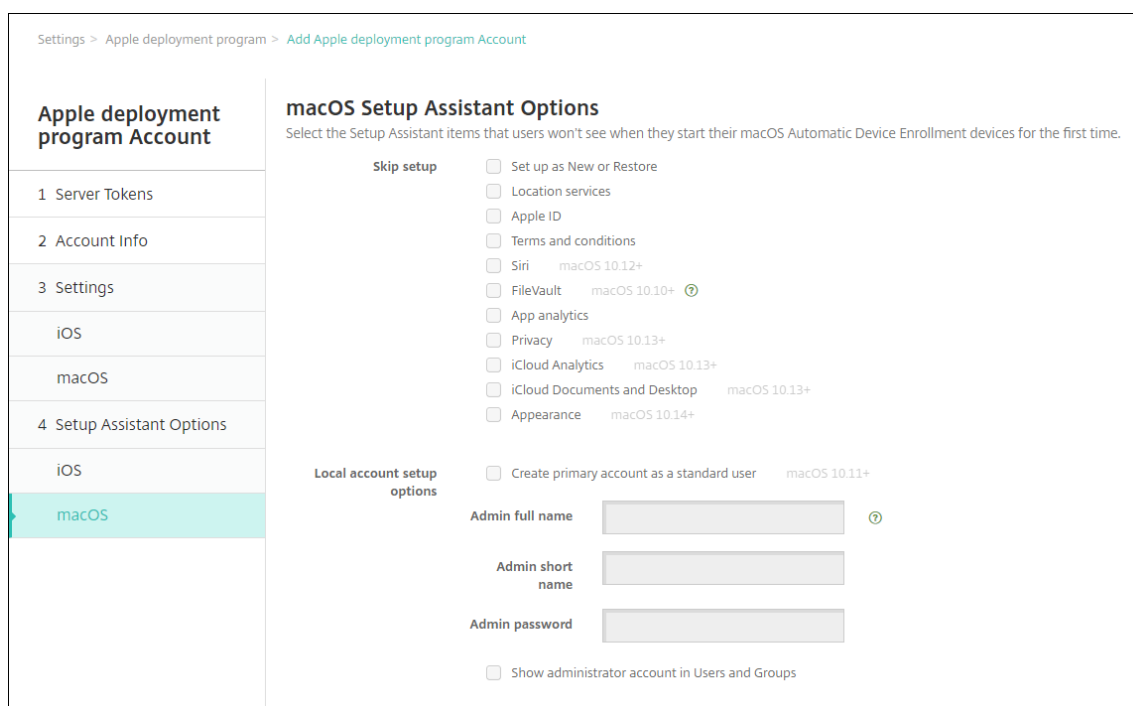 Settings > Apple deployment program > Add Apple deployment program Account
Apple deployment
program Account
1 Server Tokens
2 Account Info
3 Settings
iOS
macOS
4 Setup Assistant Options
iOS
macOS
macOS Setup Assistant Options
Select the Setup Assistant items that users won't see when they start their macOS Automatic Device Enrollment devices for the first time.
Skip setup
Set up as New or Restore
Location services
Apple ID
Terms and conditions
Siri macOS 10.12+
FileVault macOS 10.10+ ?
App analytics
Privacy macOS 10.13+
iCloud Analytics macOS 10.13+
iCloud Documents and Desktop macOS 10.13+
Appearance macOS 10.14+
Local account setup
options
Create primary account as a standard user macOS 10.11+
Admin full name ?
Admin short
name
Admin password
Show administrator account in Users and Groups